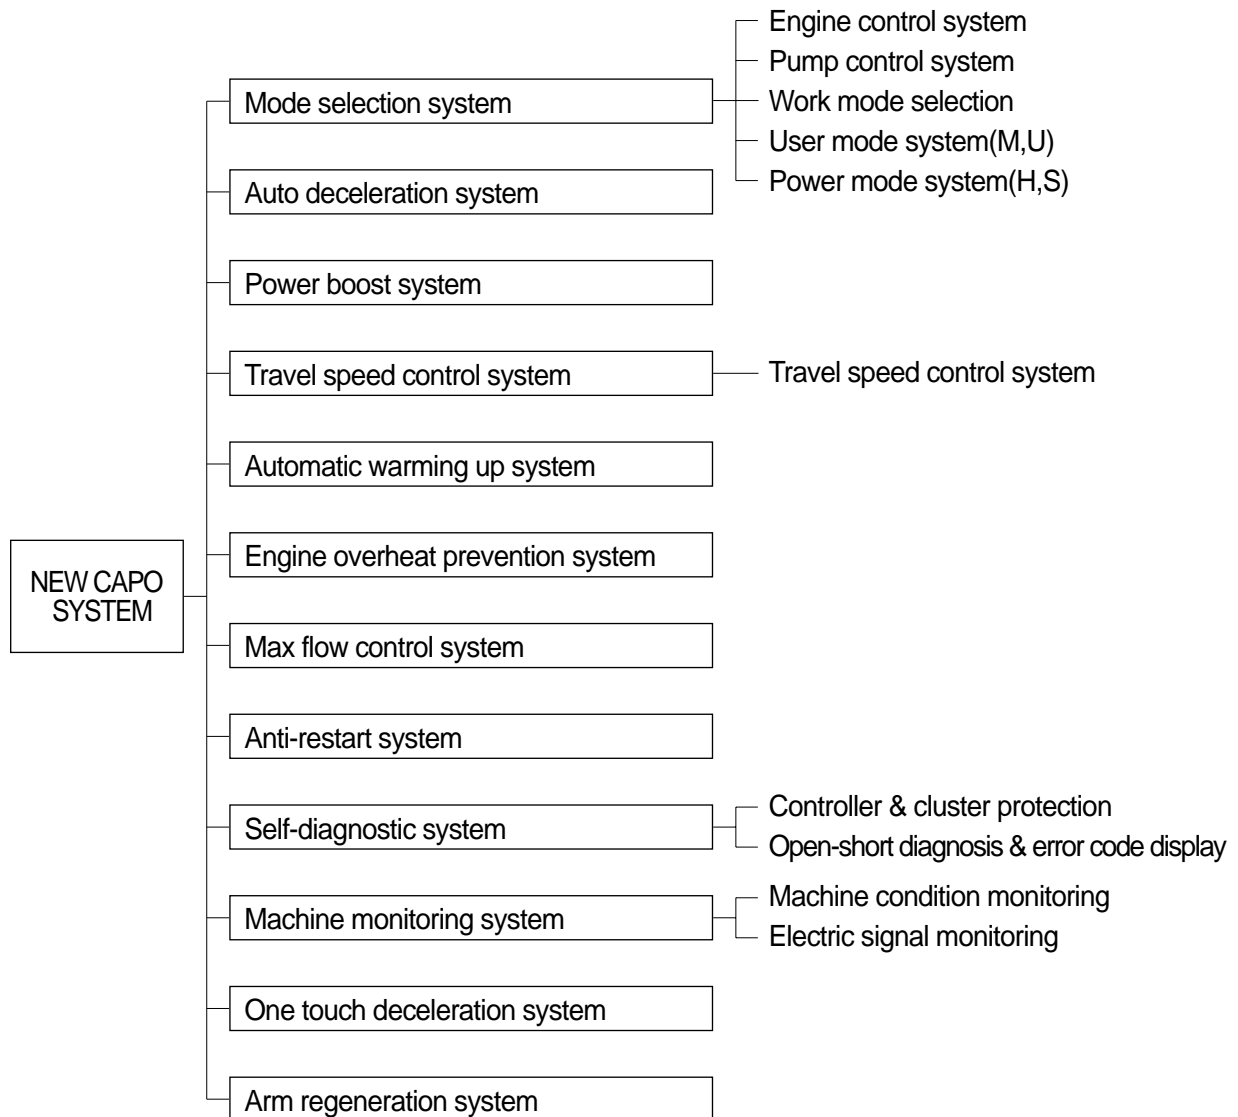 Engine control system
Pump control system
Mode selection system
Work mode selection
User mode system(M,U)
Power mode system(H,S)
Auto deceleration system
Power boost system
Travel speed control system
Travel speed control system
Automatic warming up system
Engine overheat prevention system
NEW CAPO
SYSTEM
Max flow control system
Anti-restart system
Self-diagnostic system
Controller & cluster protection
Open-short diagnosis & error code display
Machine monitoring system
Machine condition monitoring
Electric signal monitoring
One touch deceleration system
Arm regeneration system